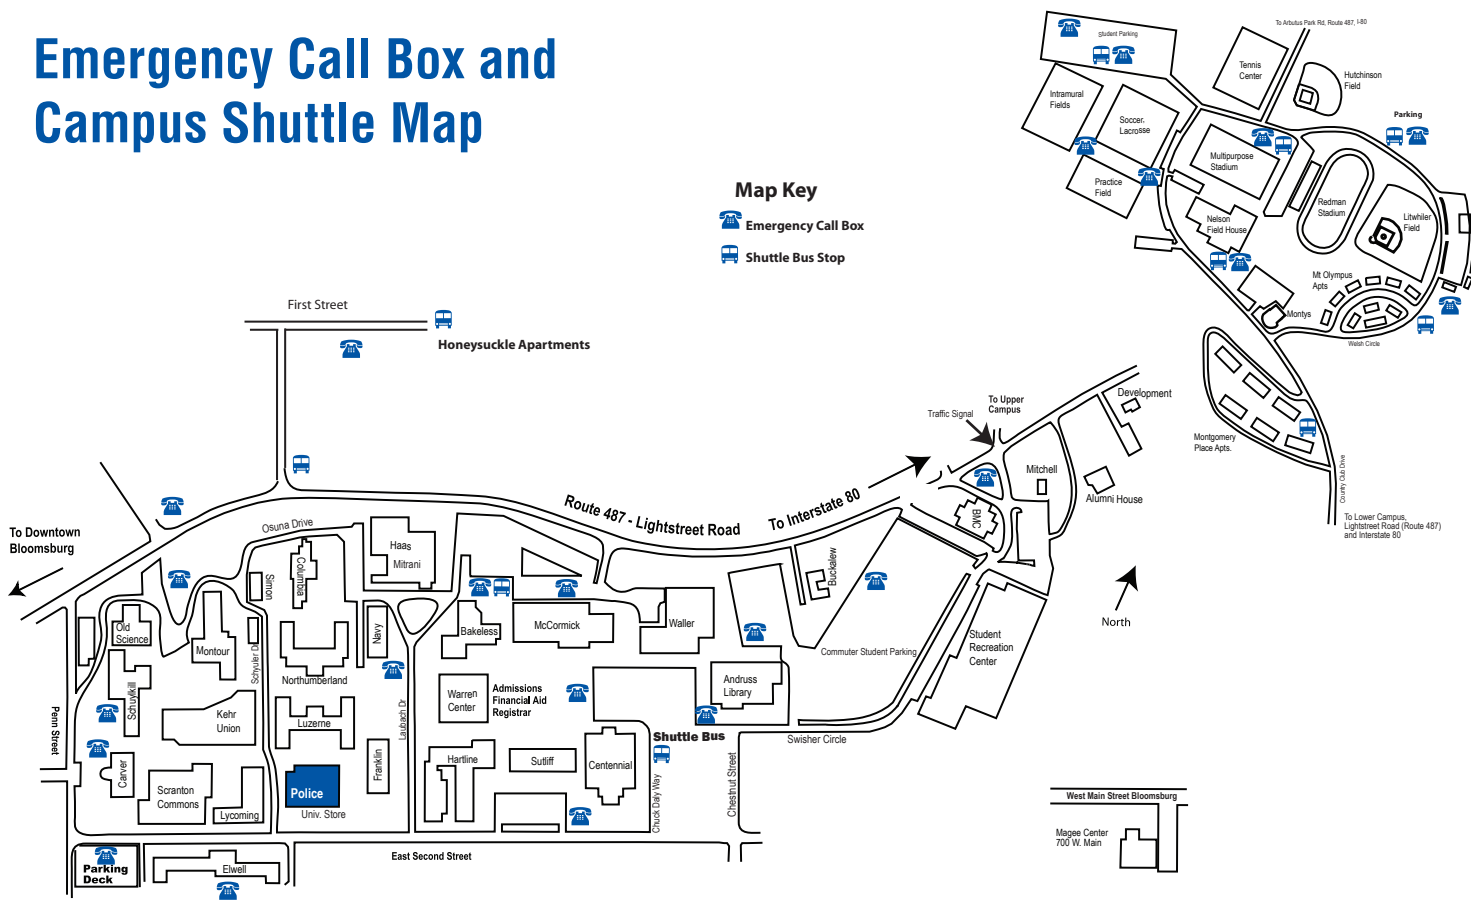 Emergency Call Box and
Campus Shuttle Map
Map Key
Emergency Call Box
Shuttle Bus Stop
To Arbutus Park Rd, Route 487, I-80
Student Parking
Tennis
Center
Hutchinson
Field
Intramural
Fields
Soccer,
Lacrosse
Parking
Multipurpose
Stadium
Practice
Field
Redman
Stadium
Nelson
Field House
Litwhiler
Field
Mt Olympus
Apts
Montys
Welsh Circle
Montgomery
Place Apts.
Country Club Drive
To Lower Campus,
Lightstreet Road (Route 487)
and Interstate 80
First Street
Honeysuckle Apartments
To Upper
Campus
Traffic Signal
Development
Mitchell
Alumni House
BMC
Route 487 - Lightstreet Road
To Interstate 80
To Downtown
Bloomsburg
Osuna Drive
Haas
Mitrani
Columbia
Simon
Buckalew
Old
Science
Montour
Schyuler Dr
Navy
Bakeless
McCormick
Waller
Northumberland
Commuter Student Parking
Student
Recreation
Center
North
Schuylkill
Penn Street
Kehr
Union
Luzerne
Laubach Dr
Warren
Center
Admissions
Financial Aid
Registrar
Andruss
Library
Shuttle Bus
Swisher Circle
Carver
Scranton
Commons
Lycoming
Police
Univ. Store
Franklin
Hartline
Sutliff
Centennial
Chuck Daly Way
Chestnut Street
West Main Street Bloomsburg
Magee Center
700 W. Main
East Second Street
Parking
Deck
Elwell